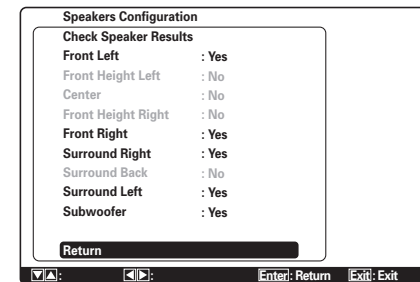 Speakers Configuration
Check Speaker Results
Front Left : Yes
Front Height Left : No
Center : No
Front Height Right : No
Front Right : Yes
Surround Right : Yes
Surround Back : No
Surround Left : Yes
Subwoofer : Yes
Return
▼▲: ◀▶: Enter: Return Exit: Exit